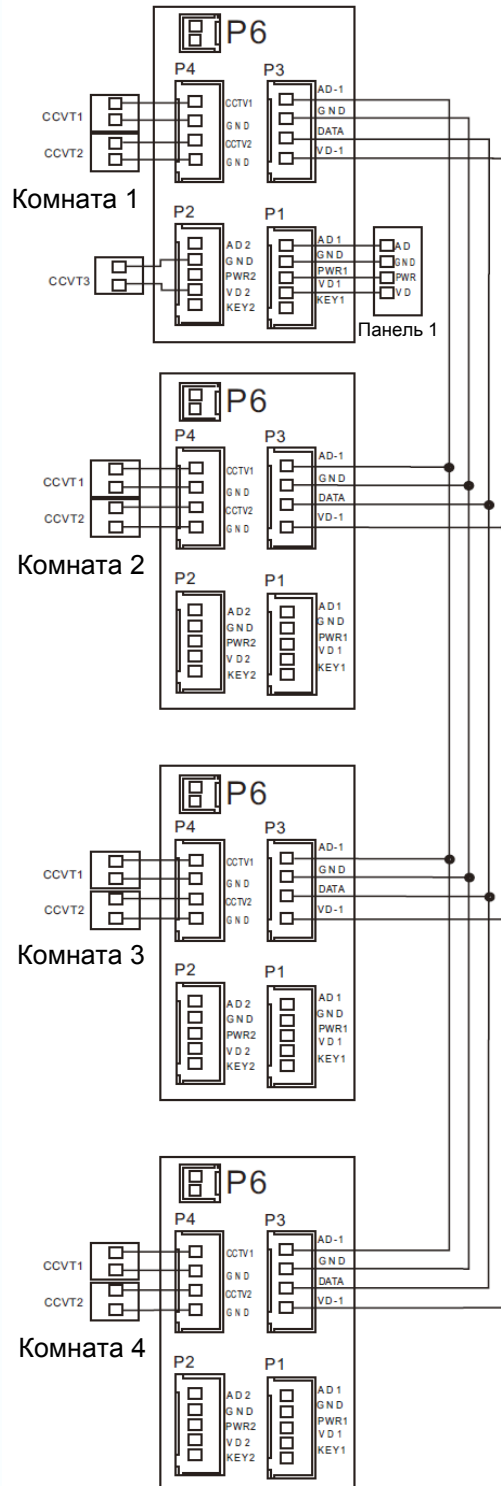 P6
P4 P3
CCVT1
CCVT2
CCTV1
GND
CCTV2
GND
AD-1
GND
DATA
VD-1
Комната 1
P2 P1
CCVT3
AD2
GND
PWR2
VD2
KEY2
AD1
GND
PWR1
VD1
KEY1
AD
GND
PWR
VD
Панель 1
P6
P4 P3
CCVT1
CCVT2
CCTV1
GND
CCTV2
GND
AD-1
GND
DATA
VD-1
Комната 2
P2 P1
AD2
GND
PWR2
VD2
KEY2
AD1
GND
PWR1
VD1
KEY1
P6
P4 P3
CCVT1
CCVT2
CCTV1
GND
CCTV2
GND
AD-1
GND
DATA
VD-1
Комната 3
P2 P1
AD2
GND
PWR2
VD2
KEY2
AD1
GND
PWR1
VD1
KEY1
P6
P4 P3
CCVT1
CCVT2
CCTV1
GND
CCTV2
GND
AD-1
GND
DATA
VD-1
Комната 4
P2 P1
AD2
GND
PWR2
VD2
KEY2
AD1
GND
PWR1
VD1
KEY1